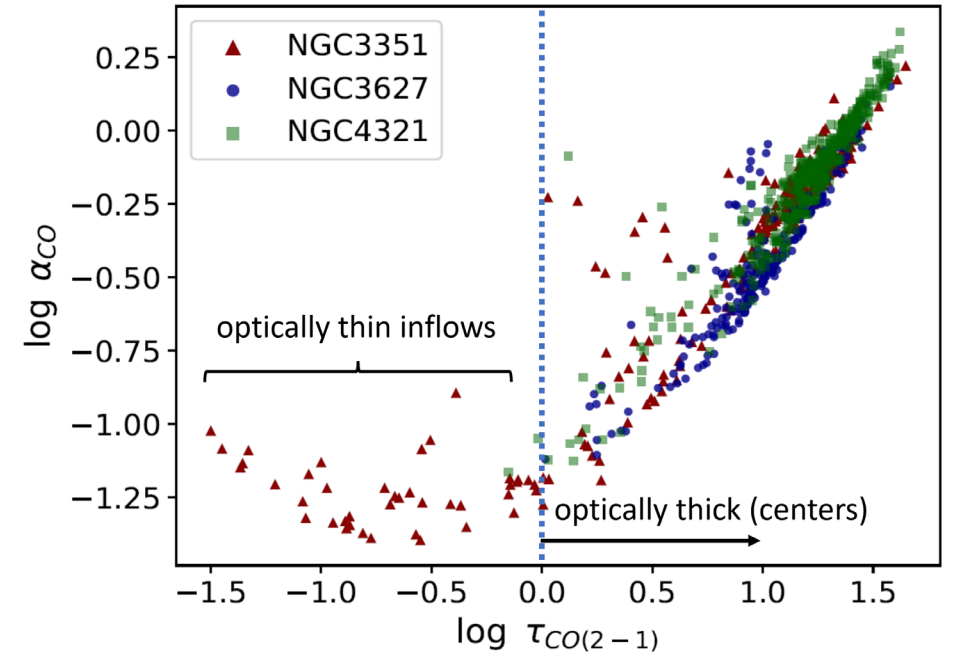 NGC3351
NGC3627
NGC4321
0.25
0.00
−0.25
−0.50
−0.75
−1.00
−1.25
log α_CO
optically thin inflows
optically thick (centers)
−1.5 −1.0 −0.5 0.0 0.5 1.0 1.5
log τ_CO(2−1)